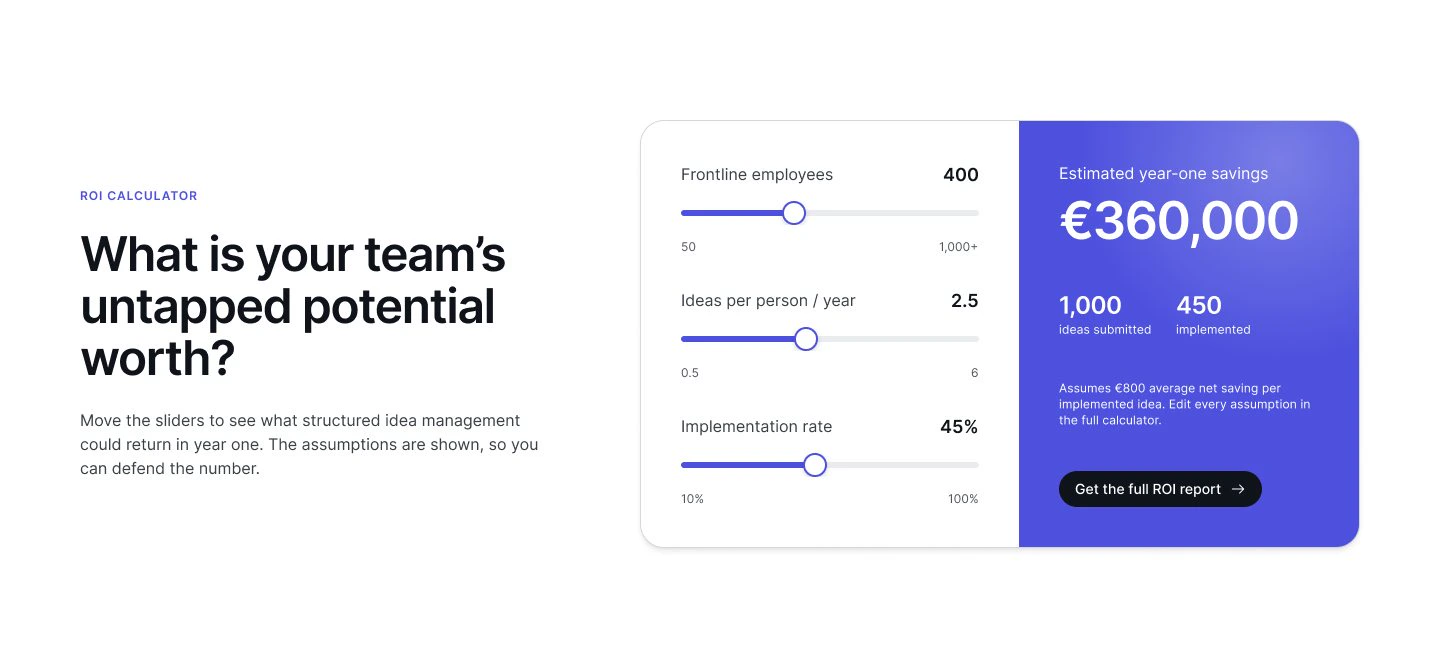 ROI CALCULATOR
What is your team’s
untapped potential
worth?
Move the sliders to see what structured idea management
could return in year one. The assumptions are shown, so you
can defend the number.
Frontline employees 400
50 1,000+
Ideas per person / year 2.5
0.5 6
Implementation rate 45%
10% 100%
Estimated year-one savings
€360,000
1,000 450
ideas submitted implemented
Assumes €800 average net saving per
implemented idea. Edit every assumption in
the full calculator.
Get the full ROI report →